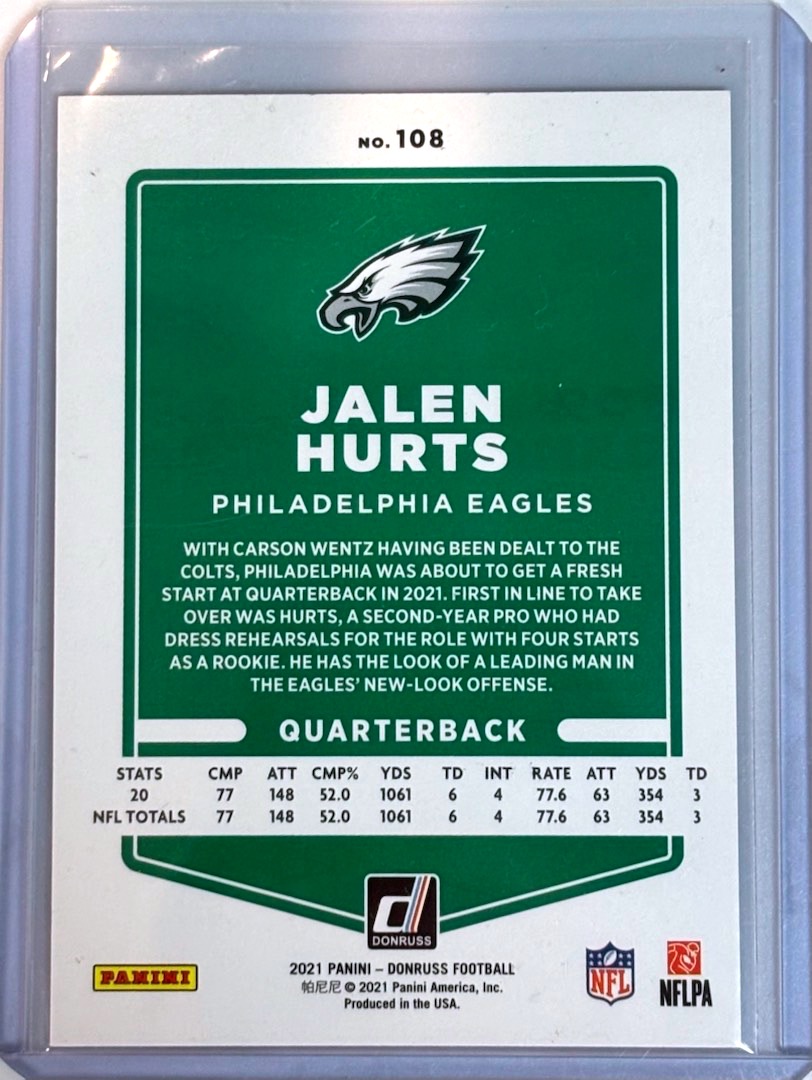 NO. 108
JALEN
HURTS
PHILADELPHIA EAGLES
WITH CARSON WENTZ HAVING BEEN DEALT TO THE
COLTS, PHILADELPHIA WAS ABOUT TO GET A FRESH
START AT QUARTERBACK IN 2021. FIRST IN LINE TO TAKE
OVER WAS HURTS, A SECOND-YEAR PRO WHO HAD
DRESS REHEARSALS FOR THE ROLE WITH FOUR STARTS
AS A ROOKIE. HE HAS THE LOOK OF A LEADING MAN IN
THE EAGLES' NEW-LOOK OFFENSE.
QUARTERBACK
STATS CMP ATT CMP% YDS TD INT RATE ATT YDS TD
20 77 148 52.0 1061 6 4 77.6 63 354 3
NFL TOTALS 77 148 52.0 1061 6 4 77.6 63 354 3
DONRUSS
PANINI
2021 PANINI – DONRUSS FOOTBALL
帕尼尼 © 2021 Panini America, Inc.
Produced in the USA.
NFL
NFLPA